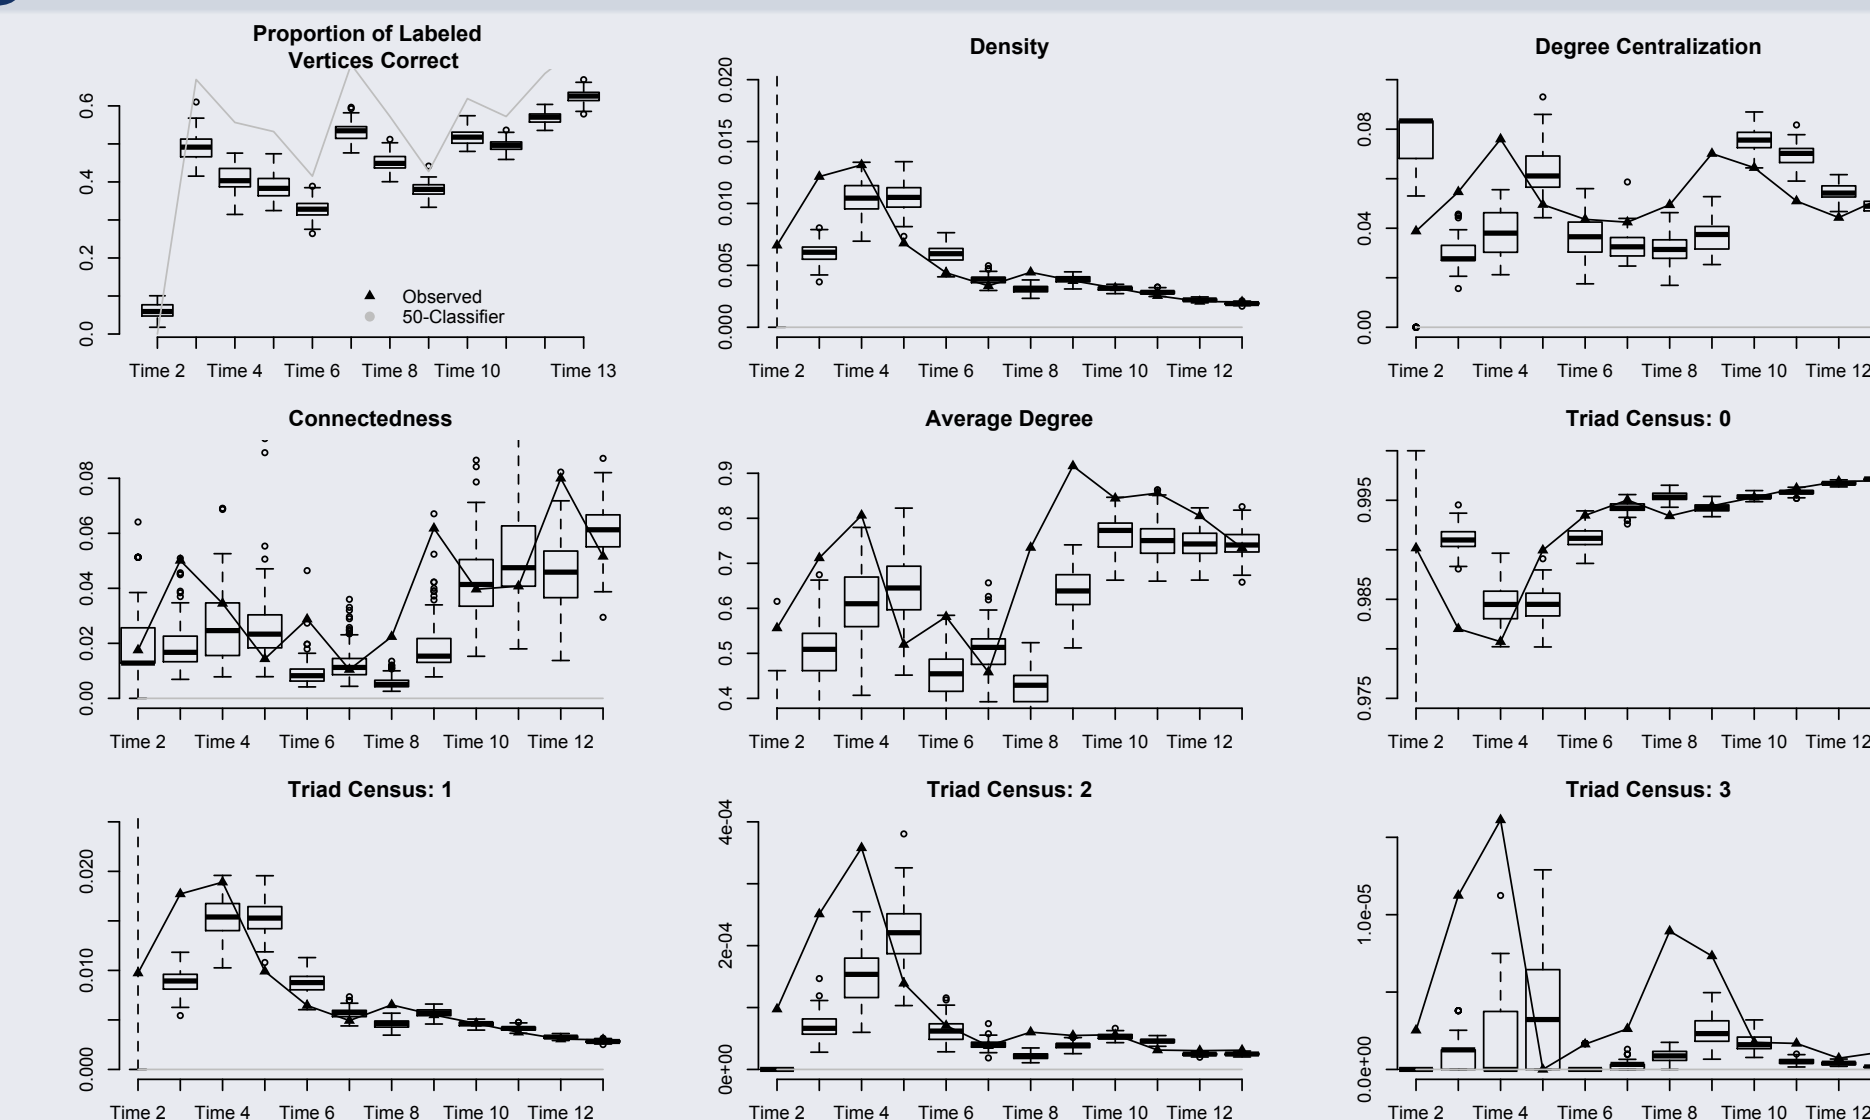 Proportion of Labeled
Vertices Correct
0.0 0.2 0.4 0.6
Observed
50-Classifier
Time 2 Time 4 Time 6 Time 8 Time 10 Time 13
Density
0.000 0.005 0.010 0.015 0.020
Time 2 Time 4 Time 6 Time 8 Time 10 Time 12
Degree Centralization
0.00 0.04 0.08
Time 2 Time 4 Time 6 Time 8 Time 10 Time 12
Connectedness
0.00 0.02 0.04 0.06 0.08
Time 2 Time 4 Time 6 Time 8 Time 10 Time 12
Average Degree
0.4 0.5 0.6 0.7 0.8 0.9
Time 2 Time 4 Time 6 Time 8 Time 10 Time 12
Triad Census: 0
0.975 0.985 0.995
Time 2 Time 4 Time 6 Time 8 Time 10 Time 12
Triad Census: 1
0.000 0.010 0.020
Time 2 Time 4 Time 6 Time 8 Time 10 Time 12
Triad Census: 2
0e+00 2e-04 4e-04
Time 2 Time 4 Time 6 Time 8 Time 10 Time 12
Triad Census: 3
0.0e+00 1.0e-05
Time 2 Time 4 Time 6 Time 8 Time 10 Time 12